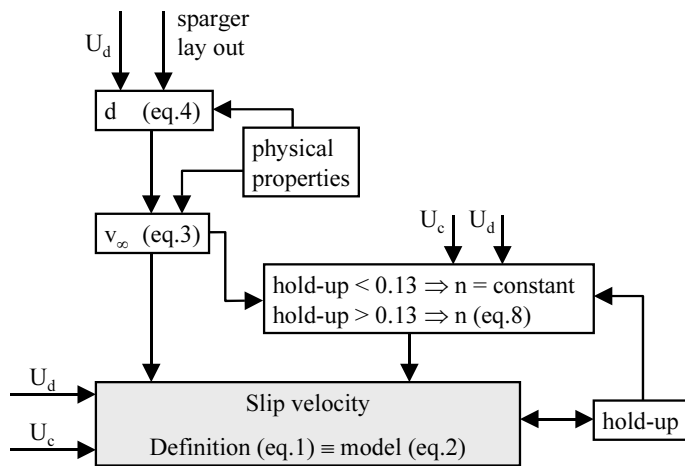 sparger
lay out
U_d
d (eq.4)
physical
properties
v_∞ (eq.3)
U_c U_d
hold-up < 0.13 ⇒ n = constant
hold-up > 0.13 ⇒ n (eq.8)
U_d
Slip velocity
hold-up
U_c
Definition (eq.1) ≡ model (eq.2)